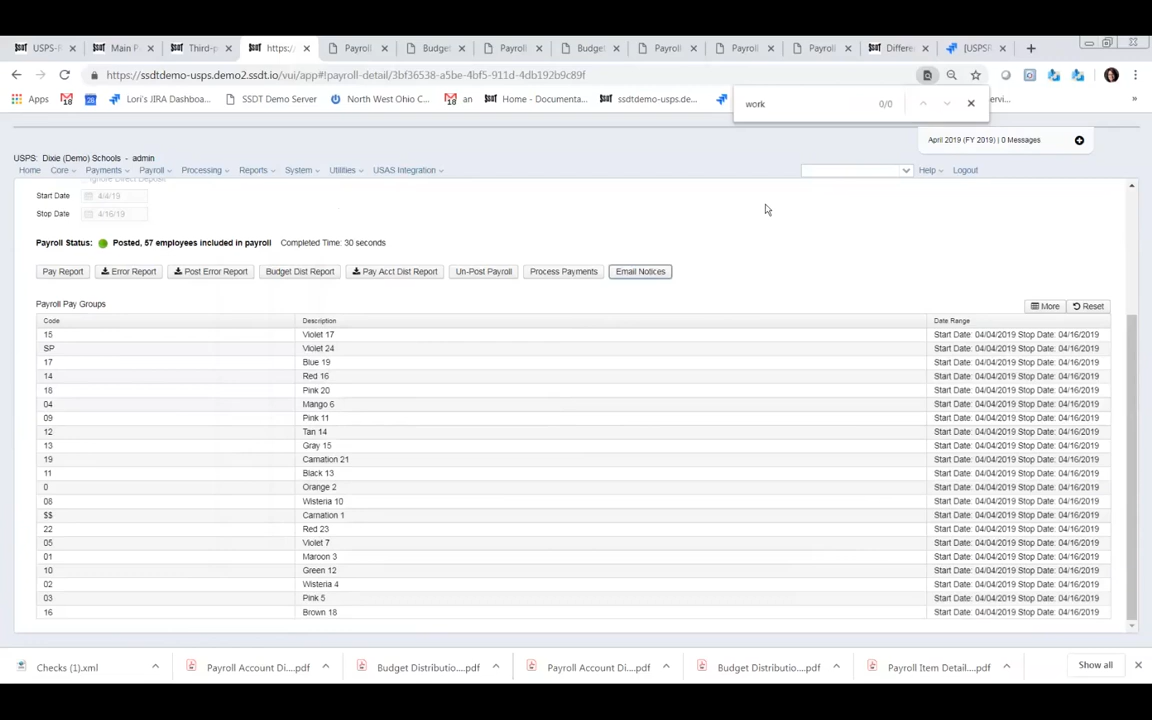 USPS-R
Main P
Third-p
https:/
Payroll
Budget
Payroll
Budget
Payroll
Payroll
Payroll
Differe
[USPSR
https://ssdtdemo-usps.demo2.ssdt.io/vui/app#!payroll-detail/3bf36538-a5be-4bf5-911d-4db192b9c89f
Apps
Lori's JIRA Dashboa...
SSDT Demo Server
North West Ohio C...
an
Home - Documenta...
ssdtdemo-usps.de...
work 0/0
April 2019 (FY 2019) | 0 Messages
USPS: Dixie (Demo) Schools - admin
Home Core Payments Payroll Processing Reports System Utilities USAS Integration Help Logout
Ignore Direct Deposit
Start Date 4/4/19
Stop Date 4/16/19
Payroll Status: Posted, 57 employees included in payroll Completed Time: 30 seconds
Pay Report Error Report Post Error Report Budget Dist Report Pay Acct Dist Report Un-Post Payroll Process Payments Email Notices
Payroll Pay Groups More Reset
Code Description Date Range
15 Violet 17 Start Date: 04/04/2019 Stop Date: 04/16/2019
SP Violet 24 Start Date: 04/04/2019 Stop Date: 04/16/2019
17 Blue 19 Start Date: 04/04/2019 Stop Date: 04/16/2019
14 Red 16 Start Date: 04/04/2019 Stop Date: 04/16/2019
18 Pink 20 Start Date: 04/04/2019 Stop Date: 04/16/2019
04 Mango 6 Start Date: 04/04/2019 Stop Date: 04/16/2019
09 Pink 11 Start Date: 04/04/2019 Stop Date: 04/16/2019
12 Tan 14 Start Date: 04/04/2019 Stop Date: 04/16/2019
13 Gray 15 Start Date: 04/04/2019 Stop Date: 04/16/2019
19 Carnation 21 Start Date: 04/04/2019 Stop Date: 04/16/2019
11 Black 13 Start Date: 04/04/2019 Stop Date: 04/16/2019
0 Orange 2 Start Date: 04/04/2019 Stop Date: 04/16/2019
08 Wisteria 10 Start Date: 04/04/2019 Stop Date: 04/16/2019
$$ Carnation 1 Start Date: 04/04/2019 Stop Date: 04/16/2019
22 Red 23 Start Date: 04/04/2019 Stop Date: 04/16/2019
05 Violet 7 Start Date: 04/04/2019 Stop Date: 04/16/2019
01 Maroon 3 Start Date: 04/04/2019 Stop Date: 04/16/2019
10 Green 12 Start Date: 04/04/2019 Stop Date: 04/16/2019
02 Wisteria 4 Start Date: 04/04/2019 Stop Date: 04/16/2019
03 Pink 5 Start Date: 04/04/2019 Stop Date: 04/16/2019
16 Brown 18 Start Date: 04/04/2019 Stop Date: 04/16/2019
Checks (1).xml
Payroll Account Di....pdf
Budget Distributio....pdf
Payroll Account Di....pdf
Budget Distributio....pdf
Payroll Item Detail....pdf
Show all